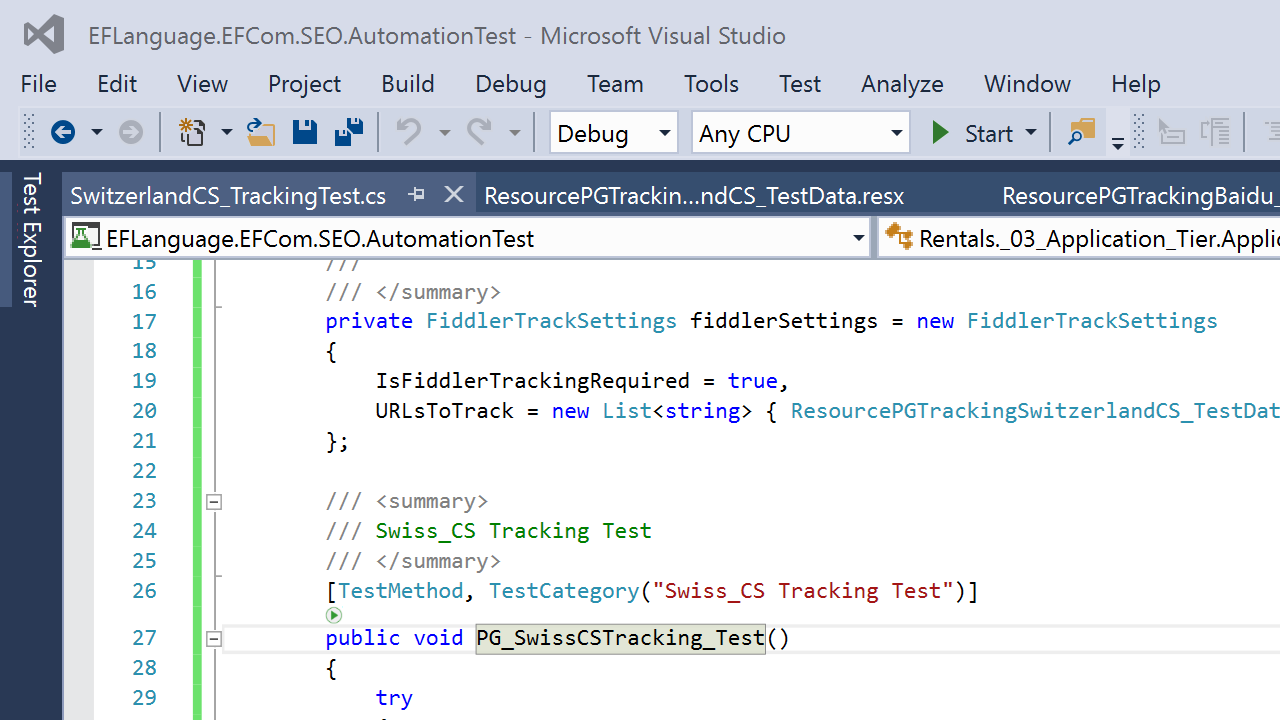 EFLanguage.EFCom.SEO.AutomationTest - Microsoft Visual Studio
File Edit View Project Build Debug Team Tools Test Analyze Window Help
Debug Any CPU Start
Test Explorer
SwitzerlandCS_TrackingTest.cs ResourcePGTrackin...ndCS_TestData.resx ResourcePGTrackingBaidu_
EFLanguage.EFCom.SEO.AutomationTest Rentals._03_Application_Tier.Applic
15 ///
16 /// </summary>
17 private FiddlerTrackSettings fiddlerSettings = new FiddlerTrackSettings
18 {
19 IsFiddlerTrackingRequired = true,
20 URLsToTrack = new List<string> { ResourcePGTrackingSwitzerlandCS_TestDat
21 };
22
23 /// <summary>
24 /// Swiss_CS Tracking Test
25 /// </summary>
26 [TestMethod, TestCategory("Swiss_CS Tracking Test")]
27 public void PG_SwissCSTracking_Test()
28 {
29 try